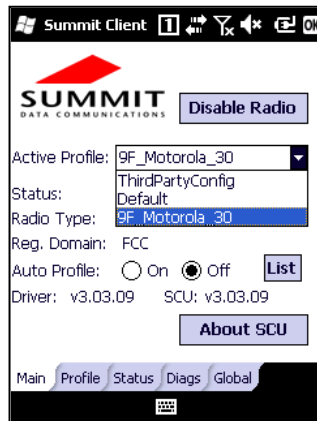 Summit Client 1 OK
SUMMIT
DATA COMMUNICATIONS
Disable Radio
Active Profile: 9F_Motorola_30
ThirdPartyConfig
Status: Default
Radio Type: 9F_Motorola_30
Reg. Domain: FCC
Auto Profile: On Off List
Driver: v3.03.09 SCU: v3.03.09
About SCU
Main Profile Status Diags Global